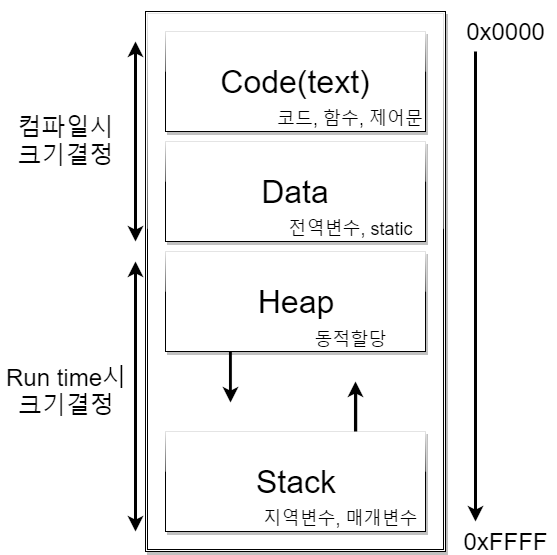 0x0000
Code(text)
코드, 함수, 제어문
컴파일시
크기결정
Data
전역변수, static
Heap
동적할당
Run time시
크기결정
Stack
지역변수, 매개변수
0xFFFF